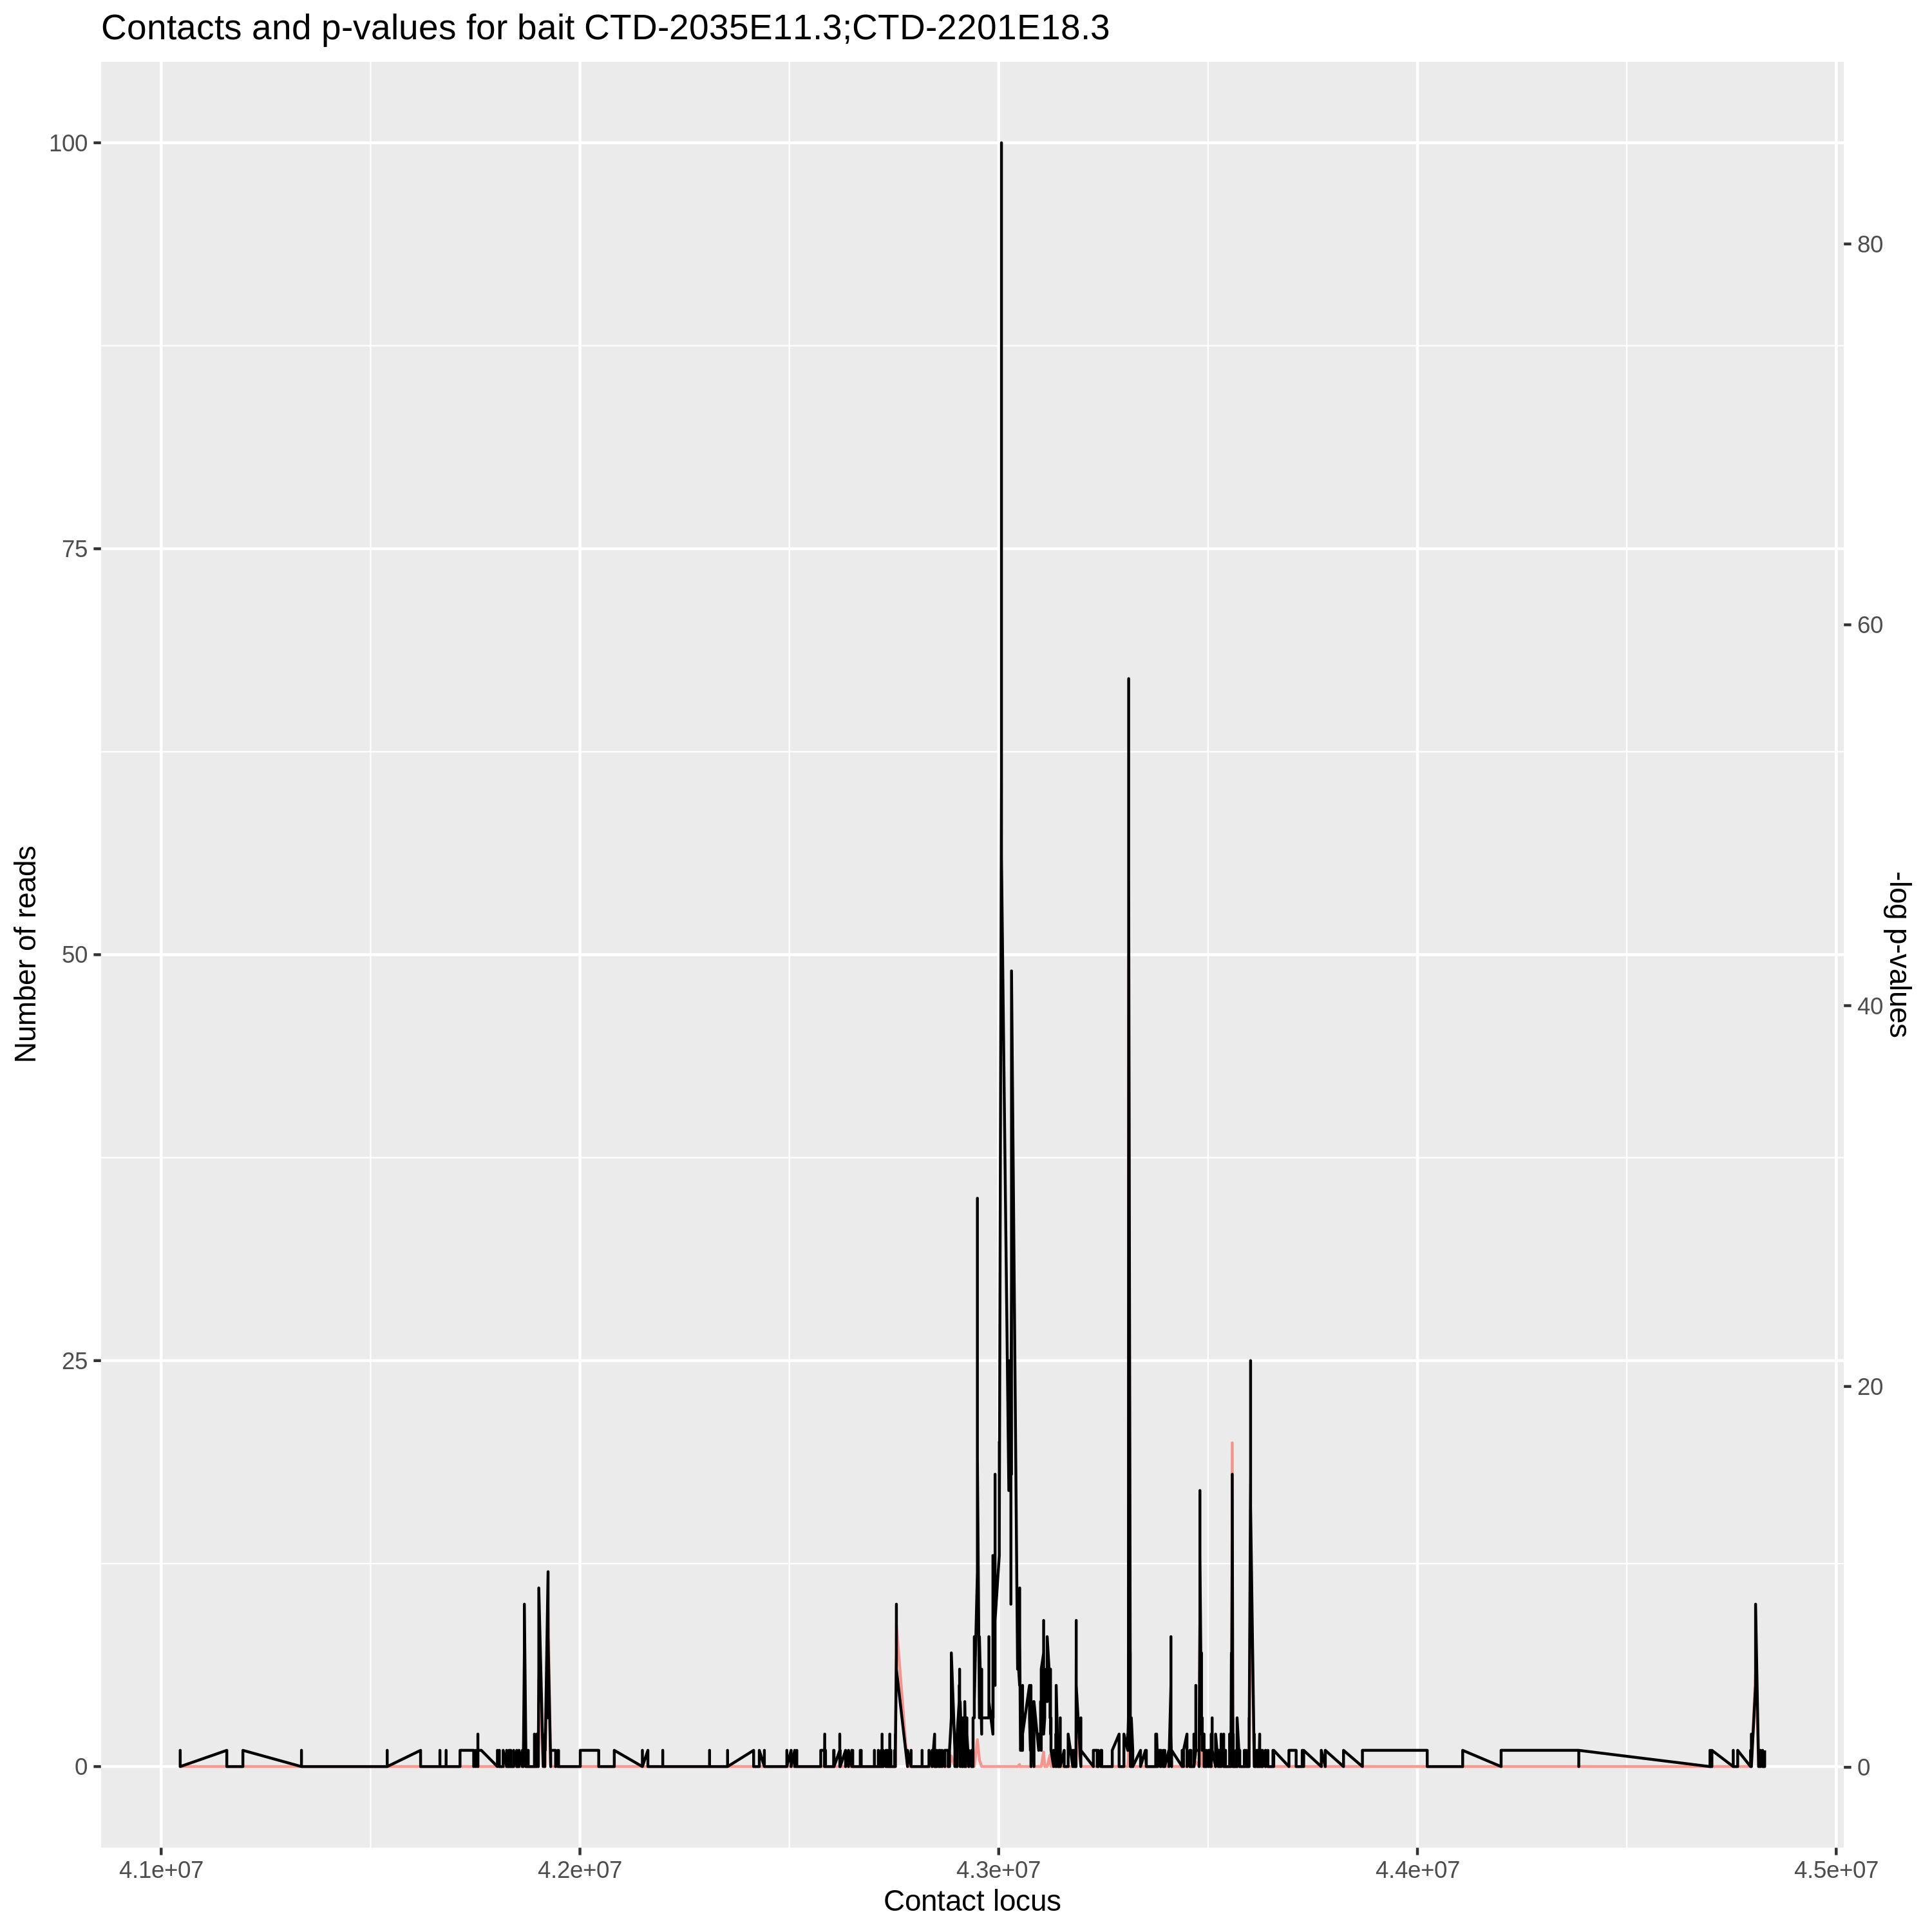 Contacts and p-values for bait CTD-2035E11.3;CTD-2201E18.3
100
75
50
25
0
80
60
40
20
0
Number of reads
-log p-values
4.1e+07
4.2e+07
4.3e+07
4.4e+07
4.5e+07
Contact locus